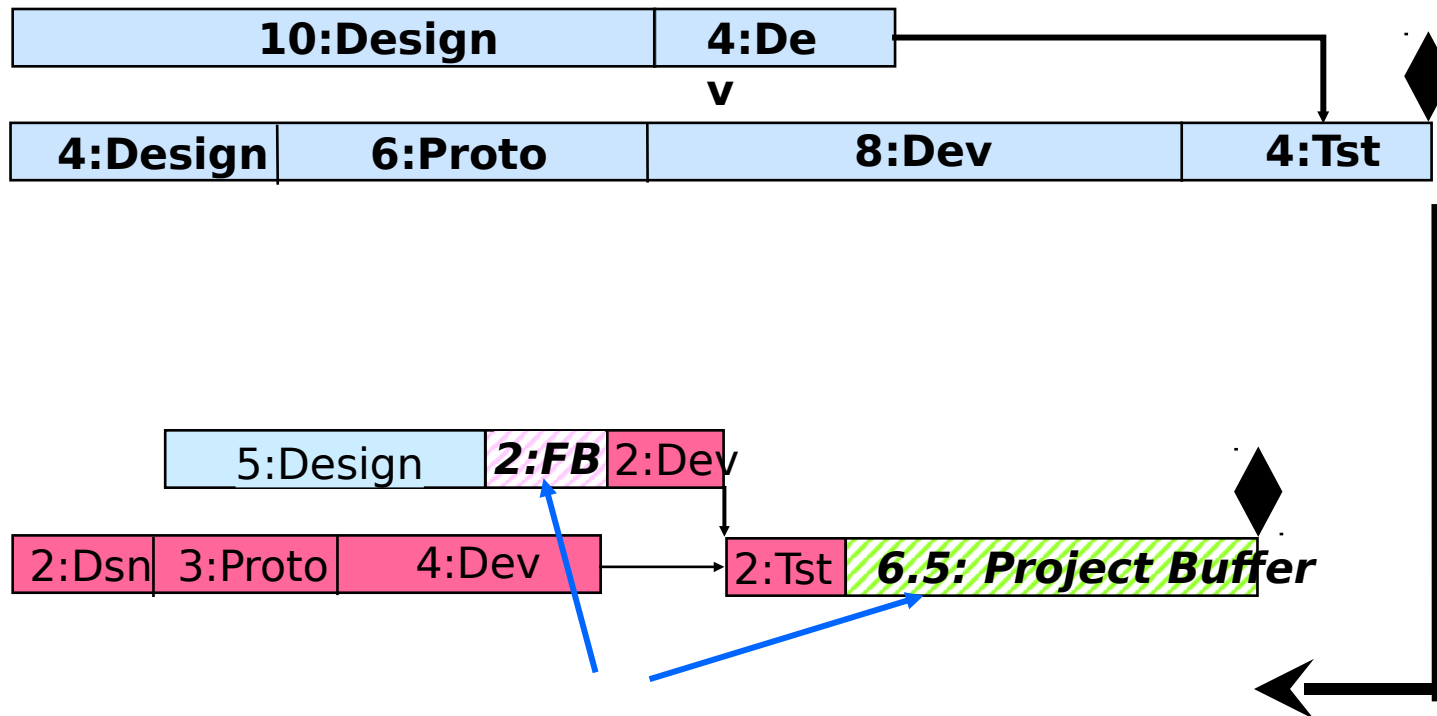 10:Design
4:De
v
4:Design
6:Proto
8:Dev
4:Tst
5:Design
2:FB
2:Dev
2:Dsn
3:Proto
4:Dev
2:Tst
6.5: Project Buffer